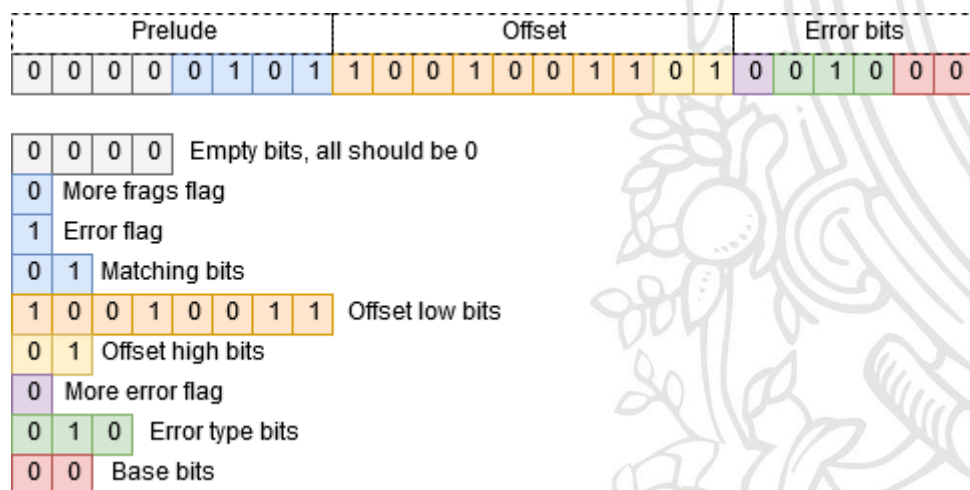 Prelude Offset Error bits
0 0 0 0 0 1 0 1 1 0 0 1 0 0 1 1 0 1 0 0 1 0 0 0
0 0 0 0 Empty bits, all should be 0
0 More frags flag
1 Error flag
0 1 Matching bits
1 0 0 1 0 0 1 1 Offset low bits
0 1 Offset high bits
0 More error flag
0 1 0 Error type bits
0 0 Base bits